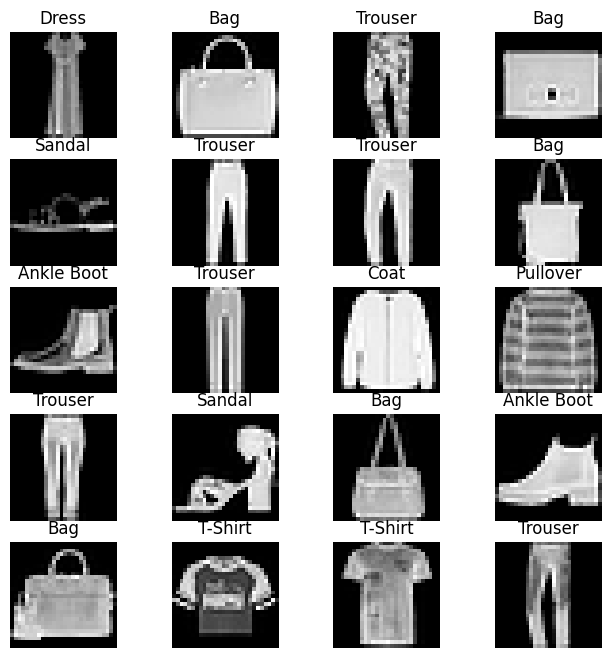 Dress Bag Trouser Bag
Sandal Trouser Trouser Bag
Ankle Boot Trouser Coat Pullover
Trouser Sandal Bag Ankle Boot
Bag T-Shirt T-Shirt Trouser